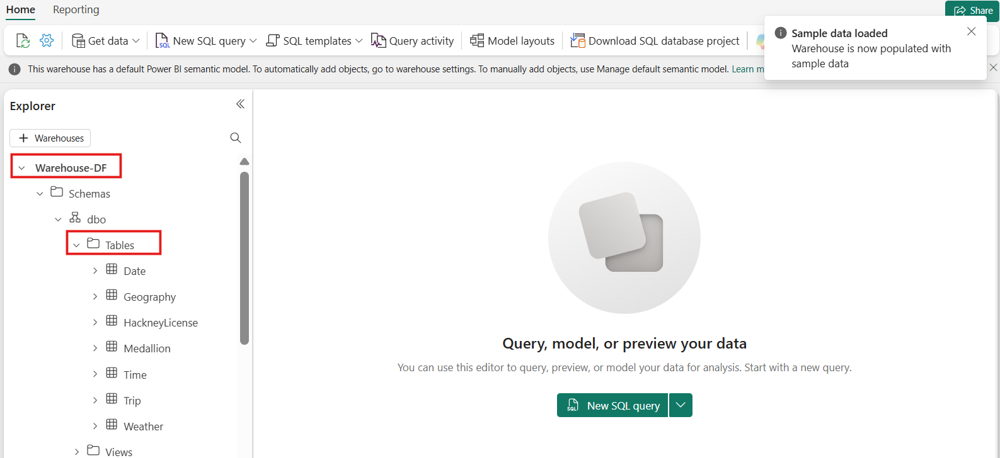 Home Reporting
Share
Get data New SQL query SQL templates Query activity Model layouts Download SQL database project
SQL
Sample data loaded
Warehouse is now populated with
sample data
This warehouse has a default Power BI semantic model. To automatically add objects, go to warehouse settings. To manually add objects, use Manage default semantic model. Learn m
Explorer
Warehouses
Warehouse-DF
Schemas
dbo
Tables
Date
Geography
HackneyLicense
Medallion
Time
Trip
Weather
Views
Query, model, or preview your data
You can use this editor to query, preview, or model your data for analysis. Start with a new query.
SQL New SQL query